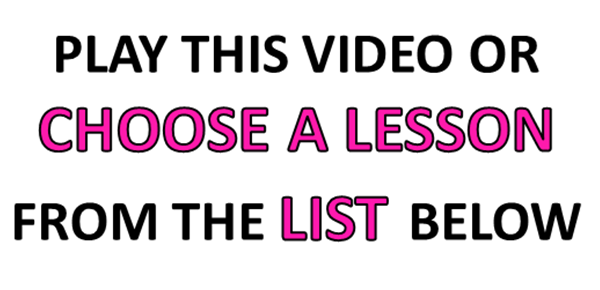 PLAY THIS VIDEO OR
CHOOSE A LESSON
FROM THE LIST BELOW